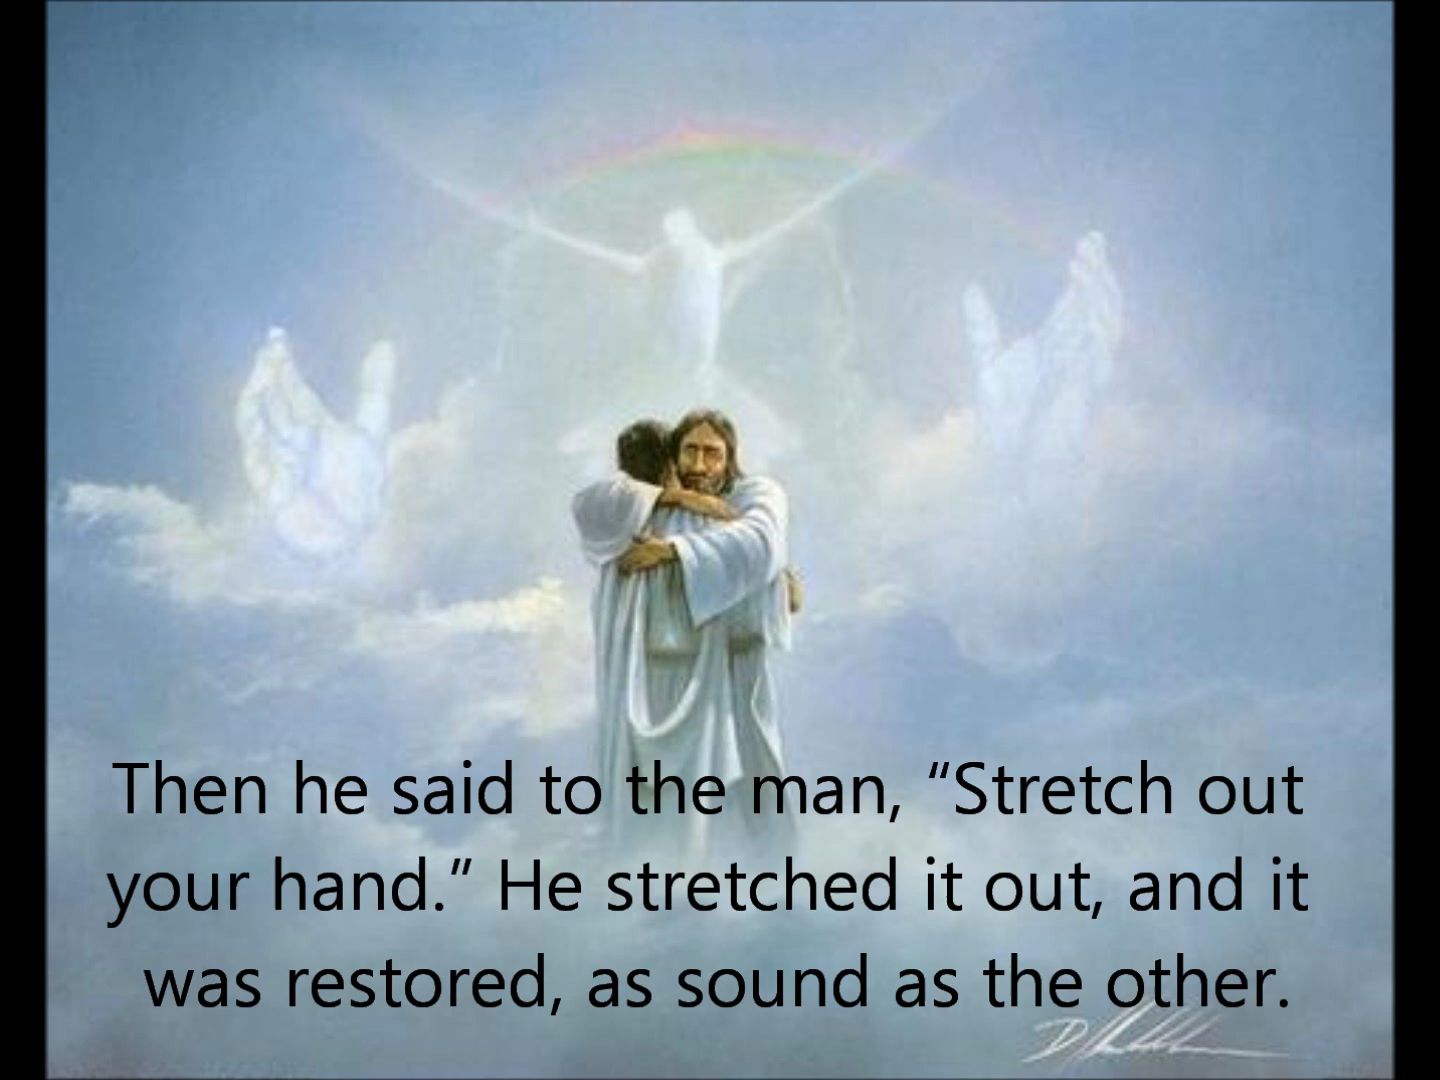 Then he said to the man, “Stretch out
your hand.” He stretched it out, and it
was restored, as sound as the other.